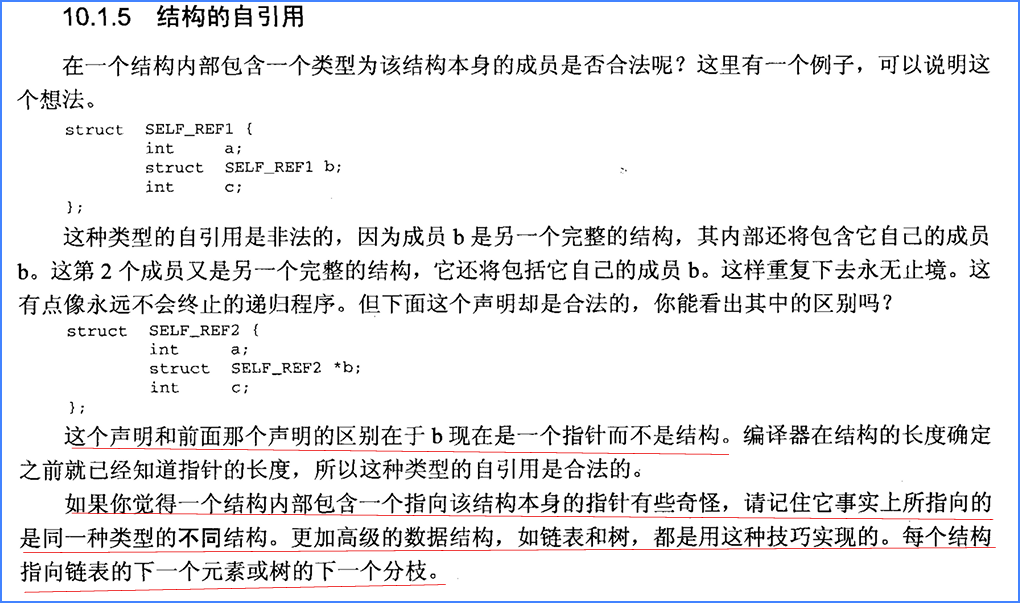 10.1.5 结构的自引用
在一个结构内部包含一个类型为该结构本身的成员是否合法呢？这里有一个例子，可以说明这
个想法。
struct SELF_REF1 {
int a;
struct SELF_REF1 b;
int c;
};
这种类型的自引用是非法的，因为成员 b 是另一个完整的结构，其内部还将包含它自己的成员
b。这第 2 个成员又是另一个完整的结构，它还将包括它自己的成员 b。这样重复下去永无止境。这
有点像永远不会终止的递归程序。但下面这个声明却是合法的，你能看出其中的区别吗？
struct SELF_REF2 {
int a;
struct SELF_REF2 *b;
int c;
};
这个声明和前面那个声明的区别在于 b 现在是一个指针而不是结构。编译器在结构的长度确定
之前就已经知道指针的长度，所以这种类型的自引用是合法的。
如果你觉得一个结构内部包含一个指向该结构本身的指针有些奇怪，请记住它事实上所指向的
是同一种类型的不同结构。更加高级的数据结构，如链表和树，都是用这种技巧实现的。每个结构
指向链表的下一个元素或树的下一个分枝。